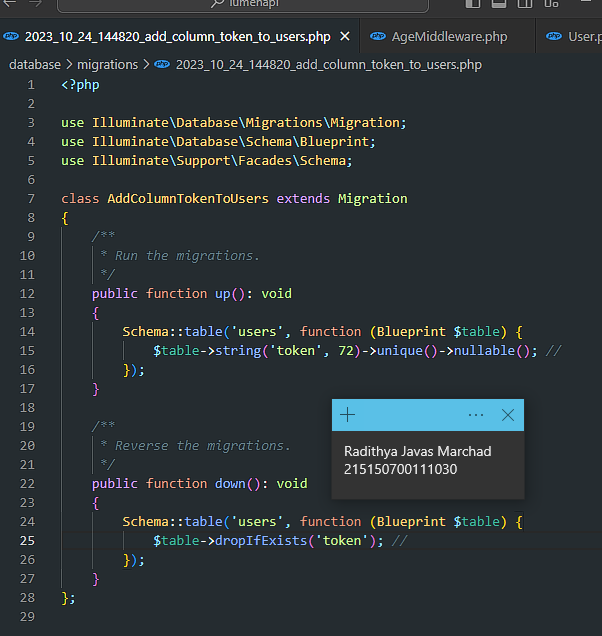 lumenapi
2023_10_24_144820_add_column_token_to_users.php
AgeMiddleware.php
User.p
database > migrations > 2023_10_24_144820_add_column_token_to_users.php
1 <?php
2
3 use Illuminate\Database\Migrations\Migration;
4 use Illuminate\Database\Schema\Blueprint;
5 use Illuminate\Support\Facades\Schema;
6
7 class AddColumnTokenToUsers extends Migration
8 {
9 /**
10 * Run the migrations.
11 */
12 public function up(): void
13 {
14 Schema::table('users', function (Blueprint $table) {
15 $table->string('token', 72)->unique()->nullable(); //
16 });
17 }
18
19 /**
20 * Reverse the migrations.
21 */
22 public function down(): void
23 {
24 Schema::table('users', function (Blueprint $table) {
25 $table->dropIfExists('token'); //
26 });
27 }
28 };
29
Radithya Javas Marchad
215150700111030